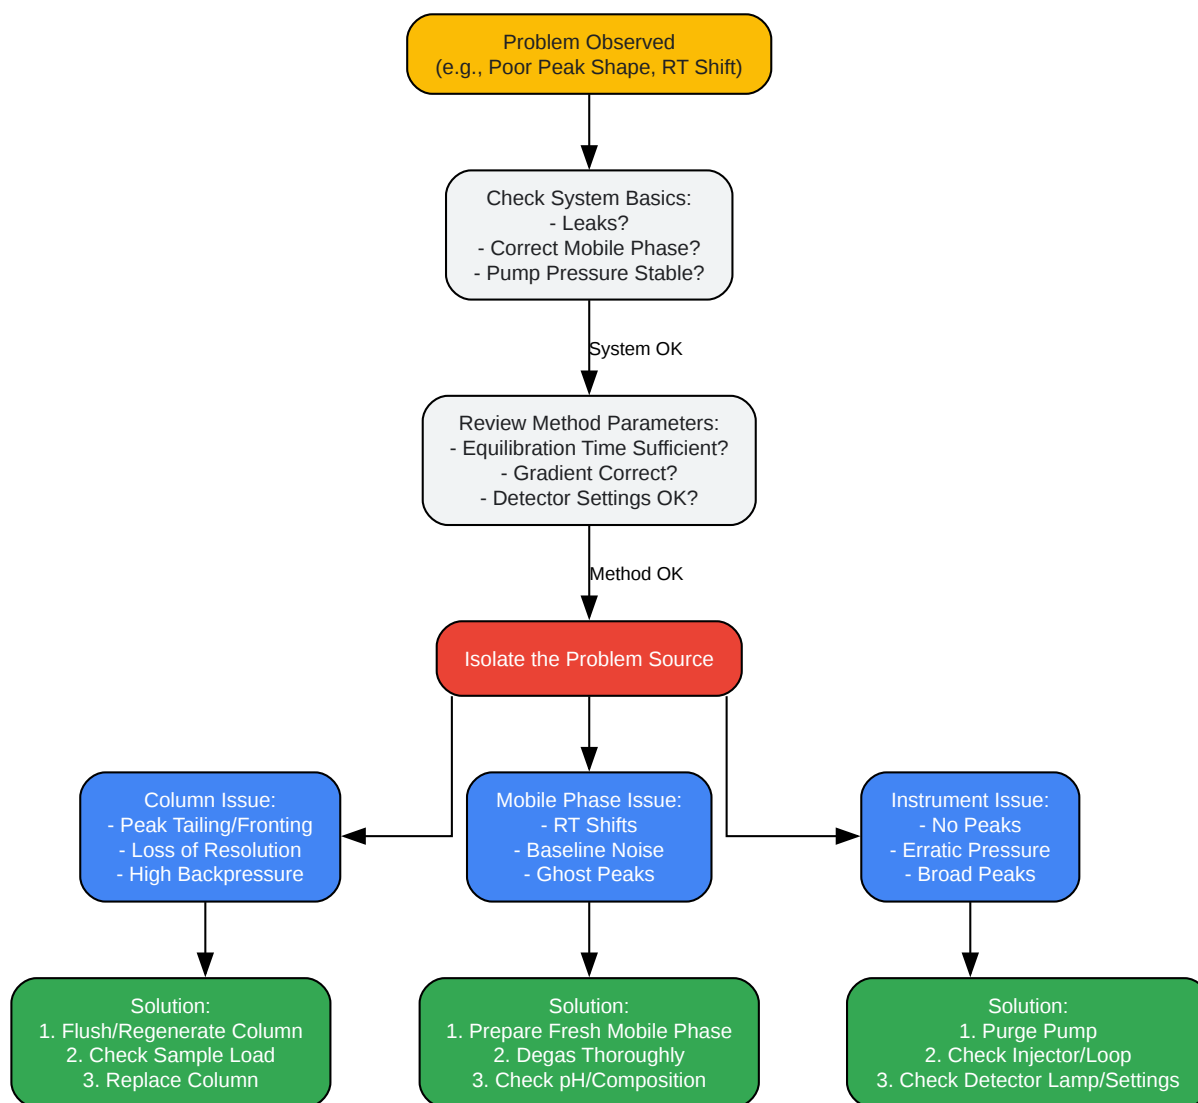 Problem Observed
(e.g., Poor Peak Shape, RT Shift)
Check System Basics:
- Leaks?
- Correct Mobile Phase?
- Pump Pressure Stable?
System OK
Review Method Parameters:
- Equilibration Time Sufficient?
- Gradient Correct?
- Detector Settings OK?
Method OK
Isolate the Problem Source
Column Issue:
- Peak Tailing/Fronting
- Loss of Resolution
- High Backpressure
Mobile Phase Issue:
- RT Shifts
- Baseline Noise
- Ghost Peaks
Instrument Issue:
- No Peaks
- Erratic Pressure
- Broad Peaks
Solution:
1. Flush/Regenerate Column
2. Check Sample Load
3. Replace Column
Solution:
1. Prepare Fresh Mobile Phase
2. Degas Thoroughly
3. Check pH/Composition
Solution:
1. Purge Pump
2. Check Injector/Loop
3. Check Detector Lamp/Settings